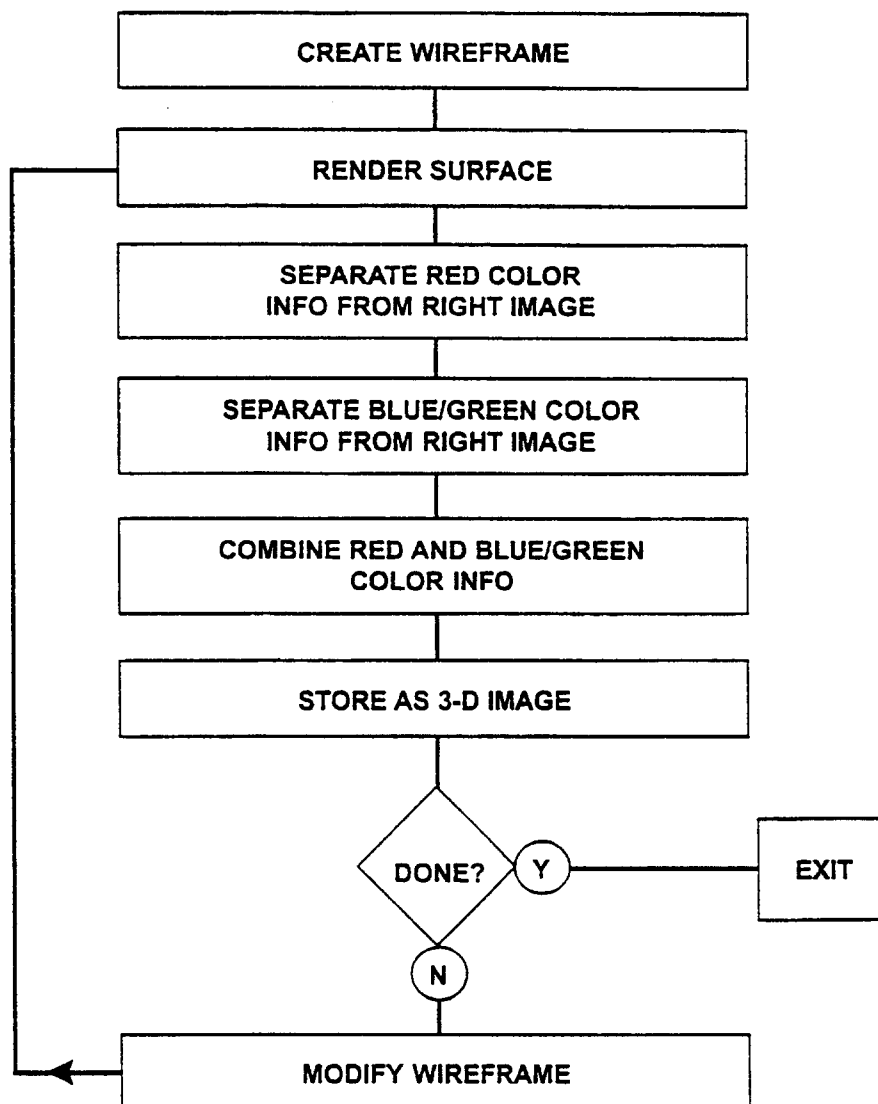 CREATE WIREFRAME
RENDER SURFACE
SEPARATE RED COLOR
INFO FROM RIGHT IMAGE
SEPARATE BLUE/GREEN COLOR
INFO FROM RIGHT IMAGE
COMBINE RED AND BLUE/GREEN
COLOR INFO
STORE AS 3-D IMAGE
DONE?
Y
EXIT
N
MODIFY WIREFRAME